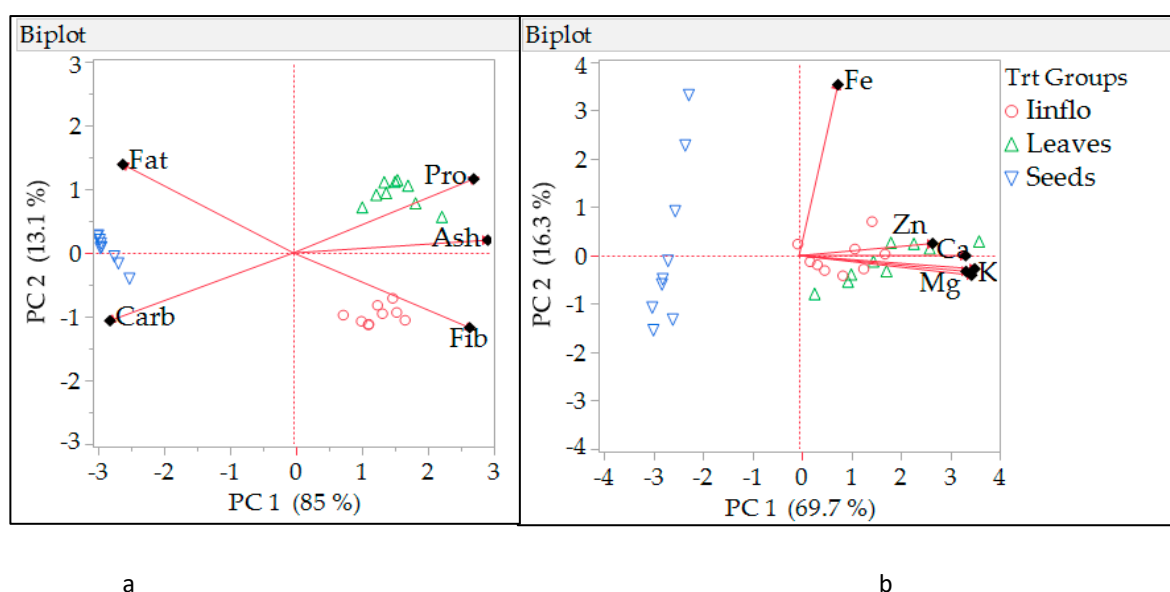 Biplot
3
2
1
0
-1
-2
-3
PC 2 (13.1 %)
Fat
Pro
Ash
Carb
Fib
-3 -2 -1 0 1 2 3
PC 1 (85 %)
a
Biplot
4
3
2
1
0
-1
-2
-3
-4
PC 2 (16.3 %)
Fe
Zn
Ca
K
Mg
-4 -3 -2 -1 0 1 2 3 4
PC 1 (69.7 %)
Trt Groups
Iinflo
Leaves
Seeds
b